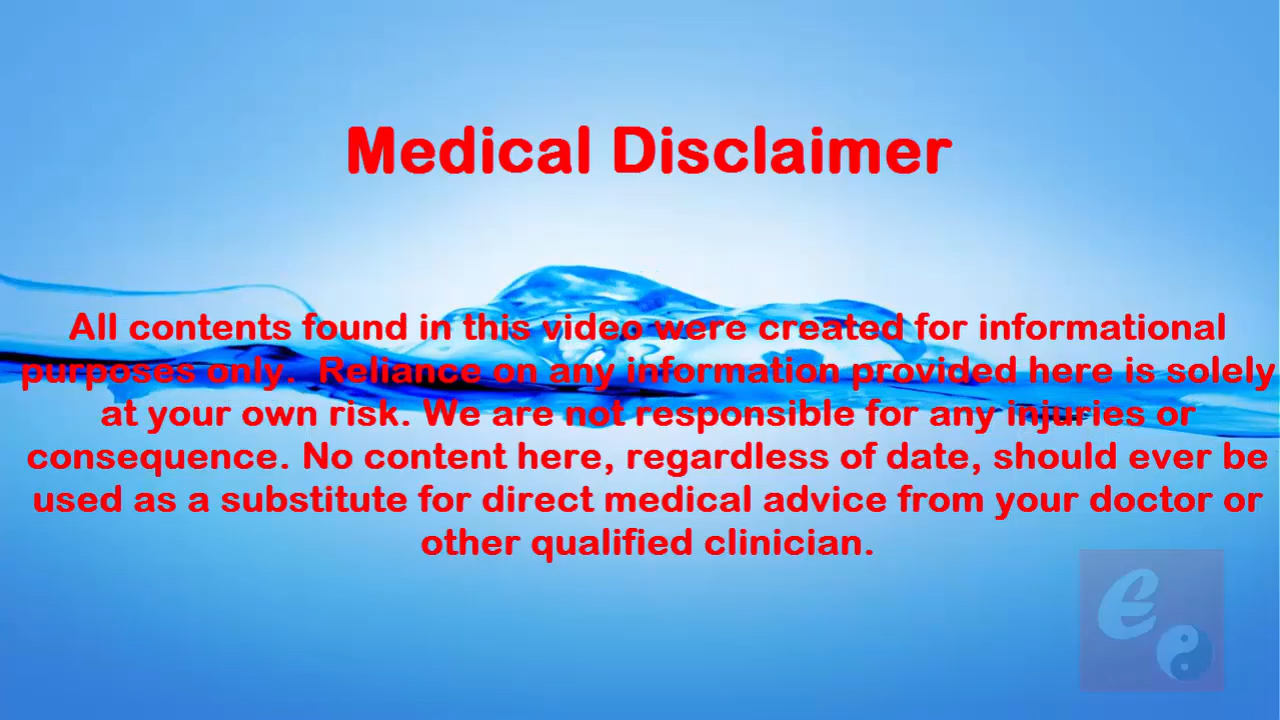 Medical Disclaimer
All contents found in this video were created for informational
purposes only.  Reliance on any information provided here is solely
at your own risk. We are not responsible for any injuries or
consequence. No content here, regardless of date, should ever be
used as a substitute for direct medical advice from your doctor or
other qualified clinician.
e